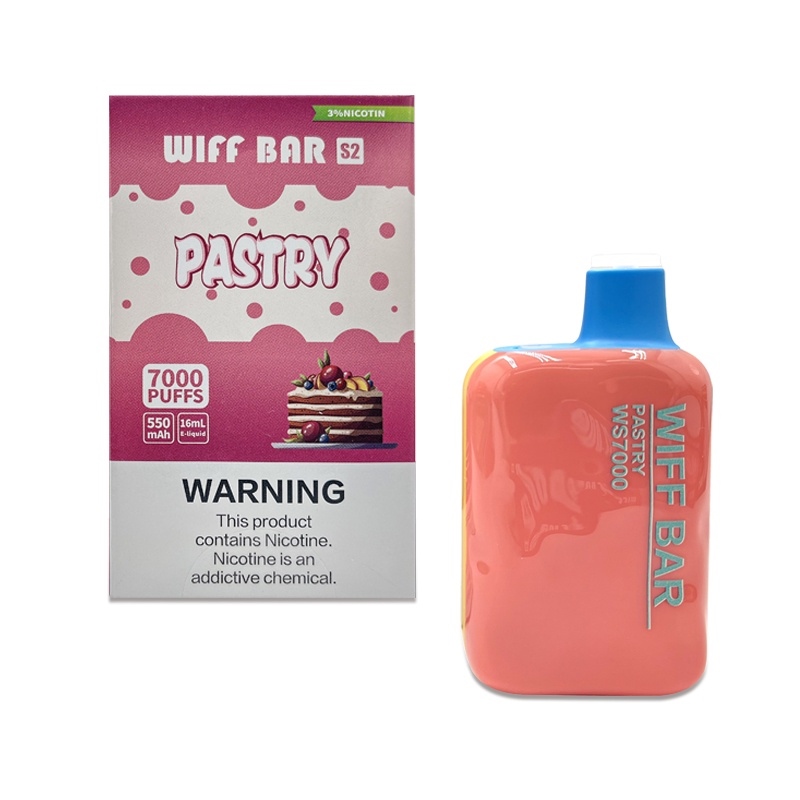 3%NICOTIN
WIFF BAR S2
PASTRY
7000
PUFFS
550
mAh
16mL
E-liquid
WARNING
This product
contains Nicotine.
Nicotine is an
addictive chemical.
WIFF BAR
PASTRY
WS7000